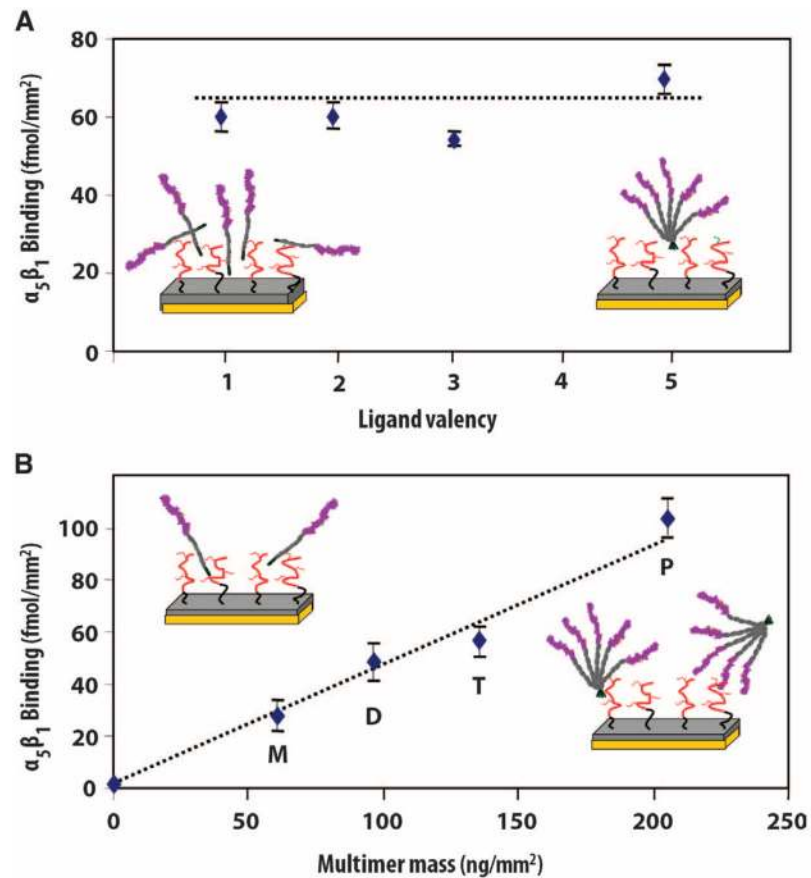 A
80
60
40
20
0
α5β1 Binding (fmol/mm²)
1 2 3 4 5
Ligand valency
B
100
80
60
40
20
0
α5β1 Binding (fmol/mm²)
M
D
T
P
0 50 100 150 200 250
Multimer mass (ng/mm²)